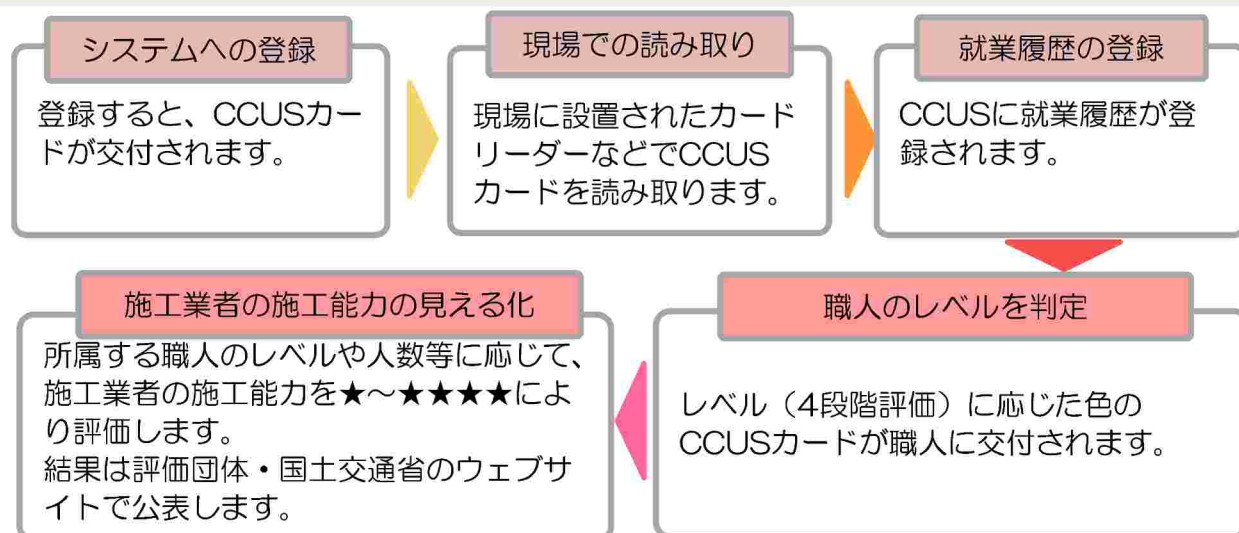 システムへの登録
登録すると、CCUSカー
ドが交付されます。
現場での読み取り
現場に設置されたカード
リーダーなどでCCUS
カードを読み取ります。
就業履歴の登録
CCUSに就業履歴が登
録されます。
職人のレベルを判定
レベル（4段階評価）に応じた色の
CCUSカードが職人に交付されます。
施工業者の施工能力の見える化
所属する職人のレベルや人数等に応じて、
施工業者の施工能力を★～★★★★によ
り評価します。
結果は評価団体・国土交通省のウェブサ
イトで公表します。